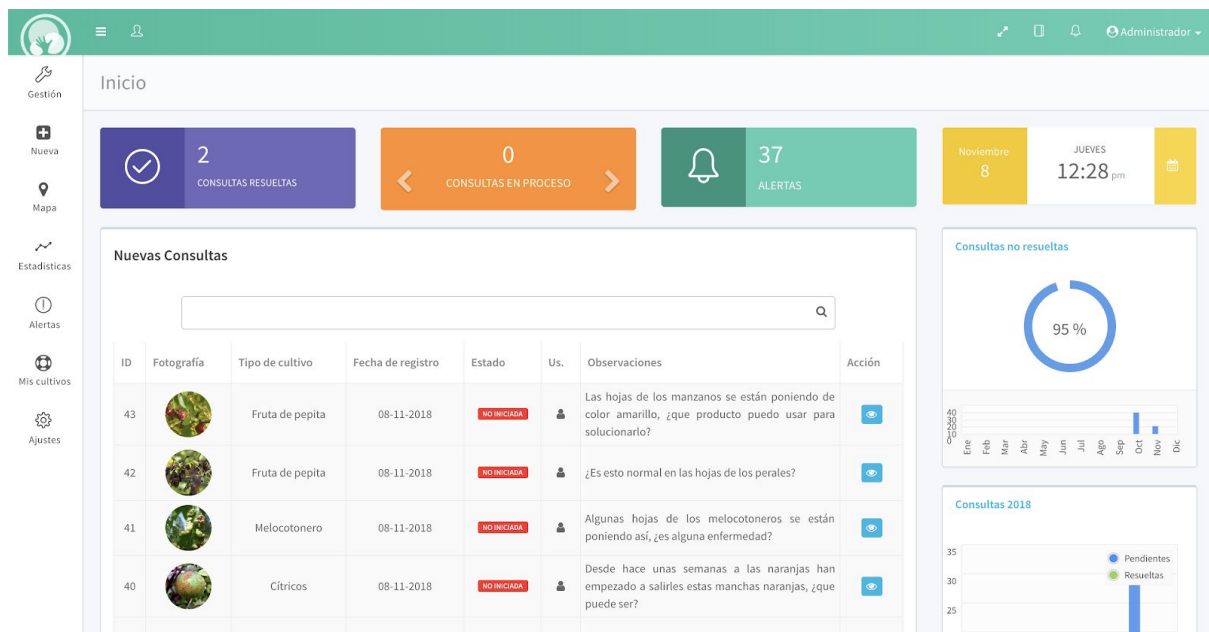 Administrador
Gestión
Nueva
Mapa
Estadisticas
Alertas
Mis cultivos
Ajustes
Inicio
2
CONSULTAS RESUELTAS
0
CONSULTAS EN PROCESO
37
ALERTAS
Noviembre
8
JUEVES
12:28 pm
Nuevas Consultas
ID Fotografía Tipo de cultivo Fecha de registro Estado Us. Observaciones Acción
43 Fruta de pepita 08-11-2018 NO INICIADA
Las hojas de los manzanos se están poniendo de
color amarillo, ¿que producto puedo usar para
solucionarlo?
42 Fruta de pepita 08-11-2018 NO INICIADA ¿Es esto normal en las hojas de los perales?
41 Melocotonero 08-11-2018 NO INICIADA
Algunas hojas de los melocotoneros se están
poniendo así, ¿es alguna enfermedad?
40 Cítricos 08-11-2018 NO INICIADA
Desde hace unas semanas a las naranjas han
empezado a salirles estas manchas naranjas, ¿que
puede ser?
Consultas no resueltas
95 %
40
30
20
10
0
Ene Feb Mar Abr May Jun Jul Ago Sep Oct Nov Dic
Consultas 2018
35
Pendientes
30
Resueltas
25